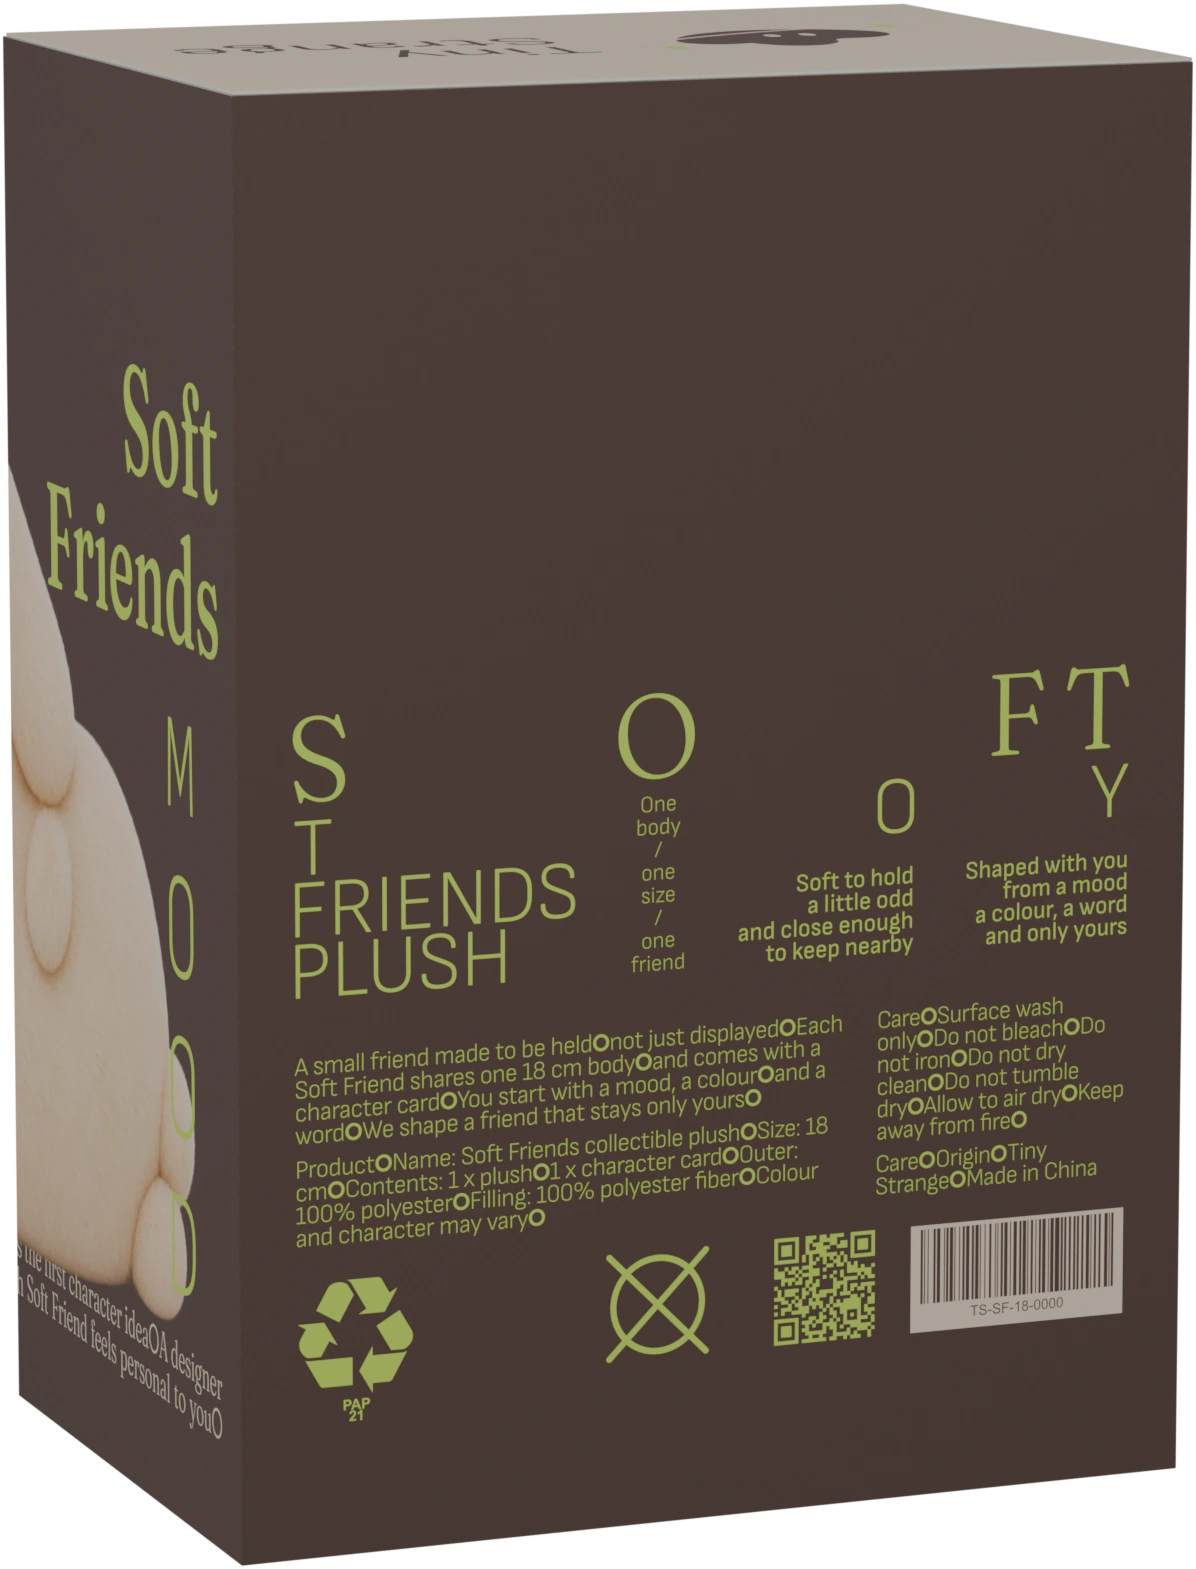 Tiny
Strange
Soft
Friends
M
O
O
D
the first character ideaOA designer
Soft Friend feels personal to youO
S O FT
T O Y
FRIENDS
PLUSH
One
body
/
one
size
/
one
friend
Soft to hold
a little odd
and close enough
to keep nearby
Shaped with you
from a mood
a colour, a word
and only yours
A small friend made to be heldOnot just displayedOEach
Soft Friend shares one 18 cm bodyOand comes with a
character cardOYou start with a mood, a colourOand a
wordOWe shape a friend that stays only yoursO
ProductOName: Soft Friends collectible plushOSize: 18
cmOContents: 1 x plushO1 x character cardOOuter:
100% polyesterOFilling: 100% polyester fiberOColour
and character may varyO
CareOSurface wash
onlyODo not bleachODo
not ironODo not dry
cleanODo not tumble
dryOAllow to air dryOKeep
away from fireO
CareOOriginOTiny
StrangeOMade in China
PAP
21
TS-SF-18-0000